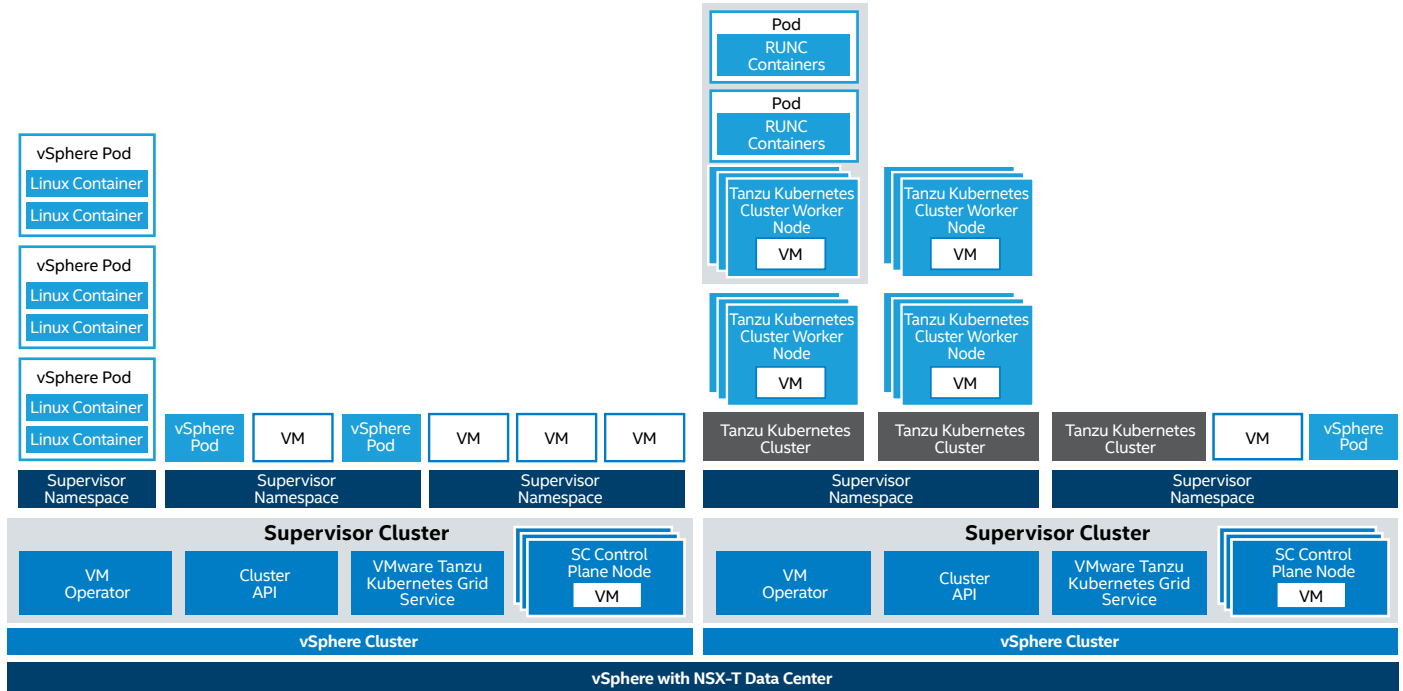 Pod
RUNC
Containers
Pod
RUNC
Containers
vSphere Pod
Linux Container
Linux Container
vSphere Pod
Linux Container
Linux Container
vSphere Pod
Linux Container
Linux Container
Tanzu Kubernetes
Cluster Worker
Node
VM
Tanzu Kubernetes
Cluster Worker
Node
VM
Tanzu Kubernetes
Cluster Worker
Node
VM
Tanzu Kubernetes
Cluster Worker
Node
VM
vSphere
Pod
VM
vSphere
Pod
VM
VM
VM
Tanzu Kubernetes
Cluster
Tanzu Kubernetes
Cluster
Tanzu Kubernetes
Cluster
VM
vSphere
Pod
Supervisor
Namespace
Supervisor
Namespace
Supervisor
Namespace
Supervisor
Namespace
Supervisor
Namespace
Supervisor Cluster
VM
Operator
Cluster
API
VMware Tanzu
Kubernetes Grid
Service
SC Control
Plane Node
VM
Supervisor Cluster
VM
Operator
Cluster
API
VMware Tanzu
Kubernetes Grid
Service
SC Control
Plane Node
VM
vSphere Cluster
vSphere Cluster
vSphere with NSX-T Data Center